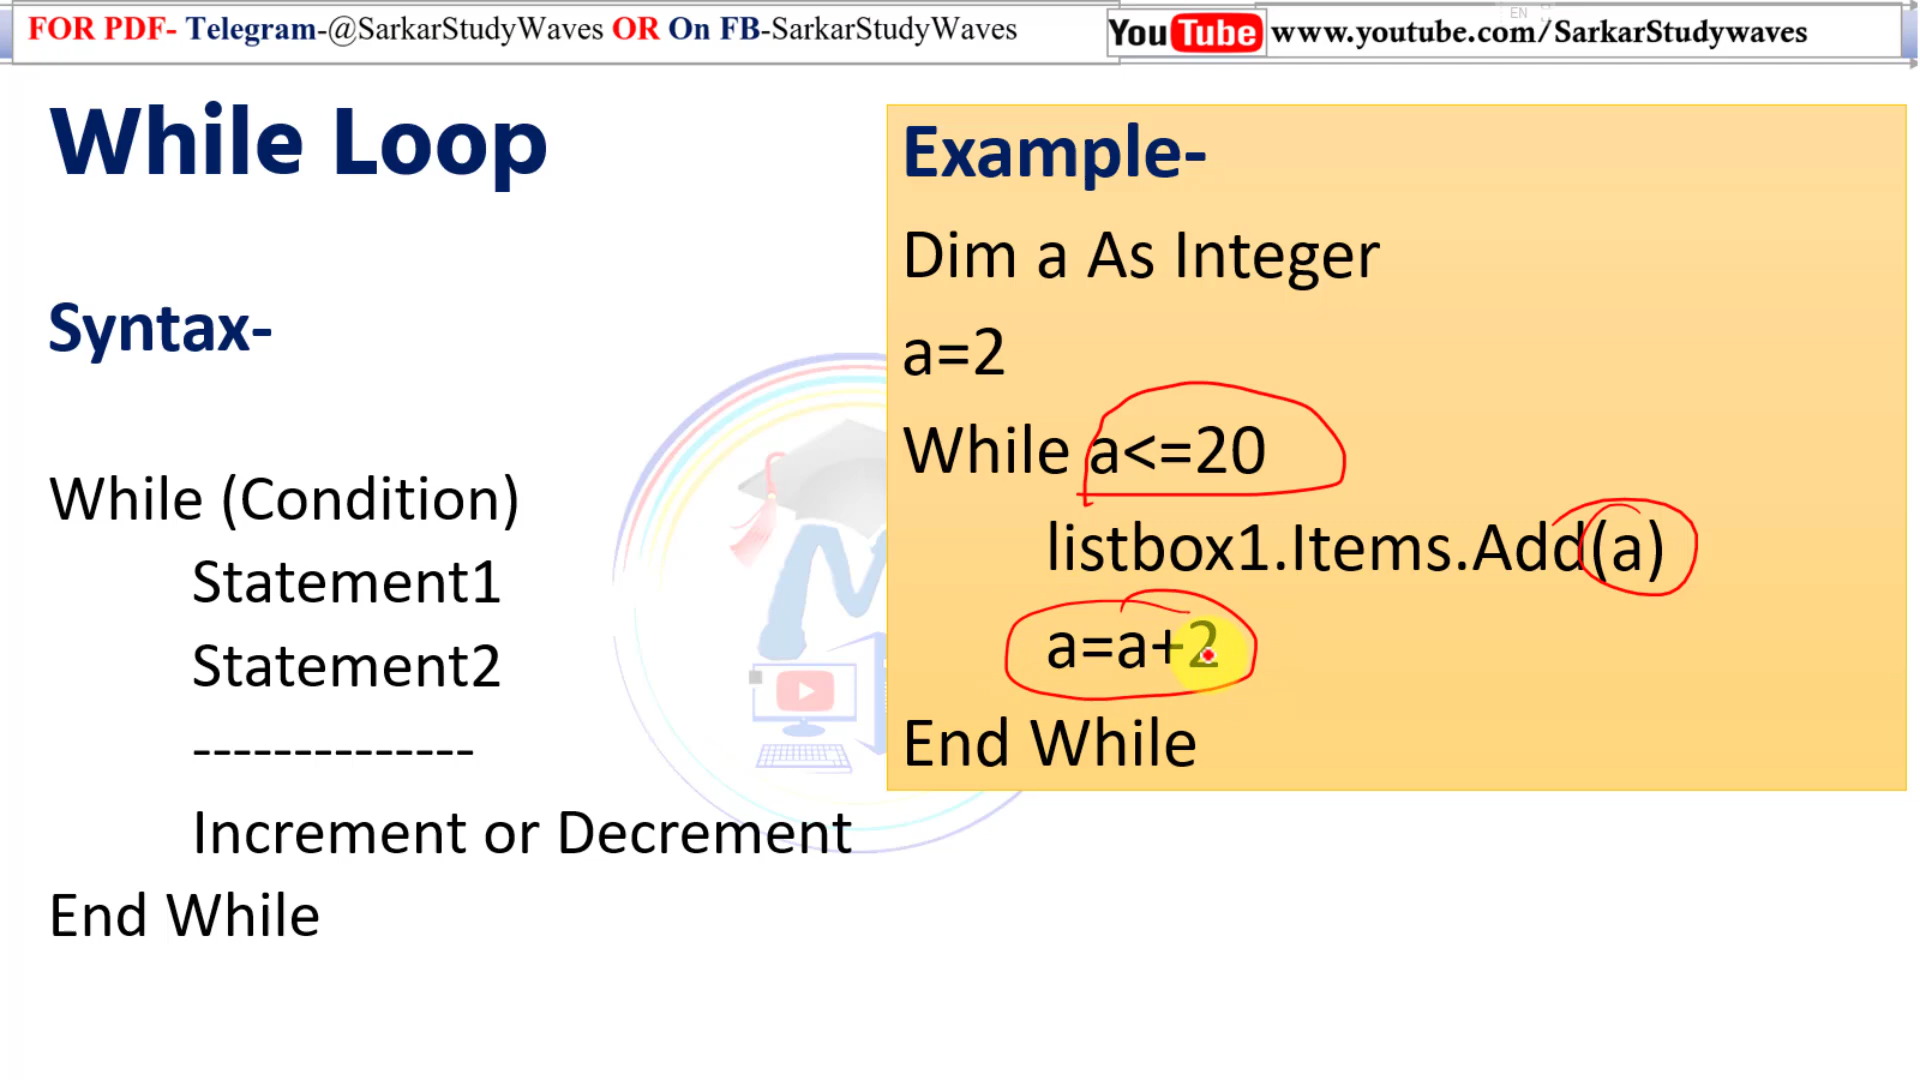 FOR PDF- Telegram-@SarkarStudyWaves OR On FB-SarkarStudyWaves
YouTube www.youtube.com/SarkarStudywaves
EN
While Loop
Syntax-
While (Condition)
Statement1
Statement2
--------------
Increment or Decrement
End While
Example-
Dim a As Integer
a=2
While a<=20
listbox1.Items.Add(a)
a=a+2
End While